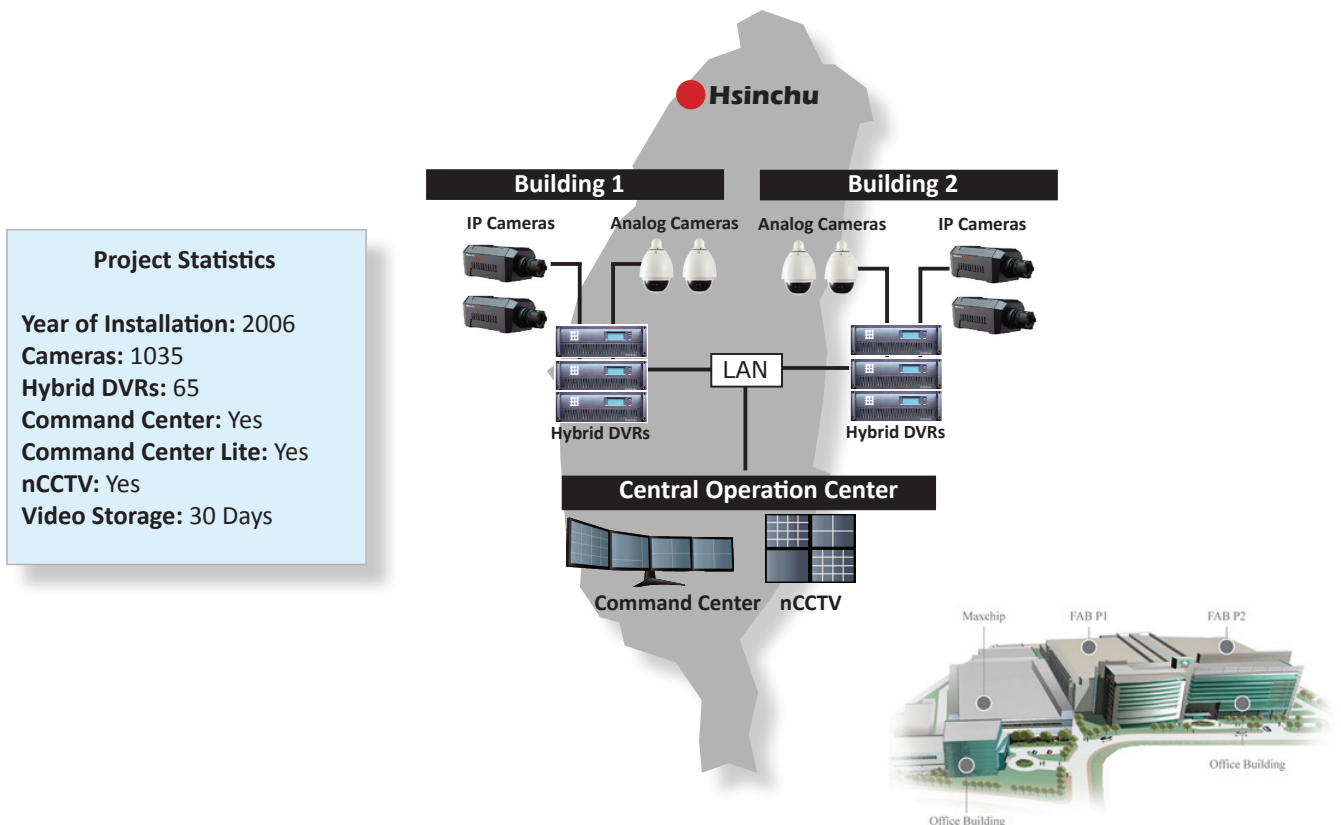 Hsinchu
Building 1
Building 2
IP Cameras
Analog Cameras
Analog Cameras
IP Cameras
Project Statistics
Year of Installation: 2006
Cameras: 1035
Hybrid DVRs: 65
Command Center: Yes
Command Center Lite: Yes
nCCTV: Yes
Video Storage: 30 Days
LAN
Hybrid DVRs
Hybrid DVRs
Central Operation Center
Command Center
nCCTV
Maxchip
FAB P1
FAB P2
Office Building
Office Building